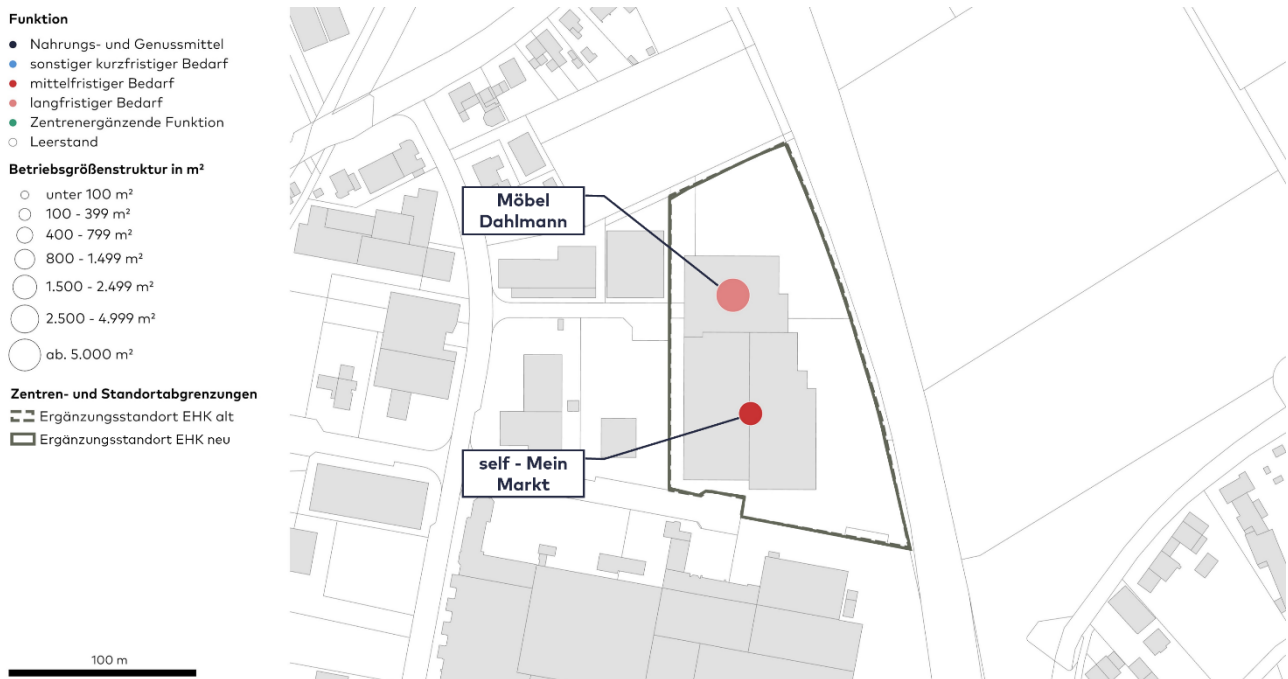 Funktion
Nahrungs- und Genussmittel
sonstiger kurzfristiger Bedarf
mittelfristiger Bedarf
langfristiger Bedarf
Zentrenergänzende Funktion
Leerstand
Betriebsgrößenstruktur in m²
unter 100 m²
100 - 399 m²
400 - 799 m²
800 - 1.499 m²
1.500 - 2.499 m²
2.500 - 4.999 m²
ab. 5.000 m²
Zentren- und Standortabgrenzungen
Ergänzungsstandort EHK alt
Ergänzungsstandort EHK neu
100 m
Möbel
Dahlmann
self - Mein
Markt